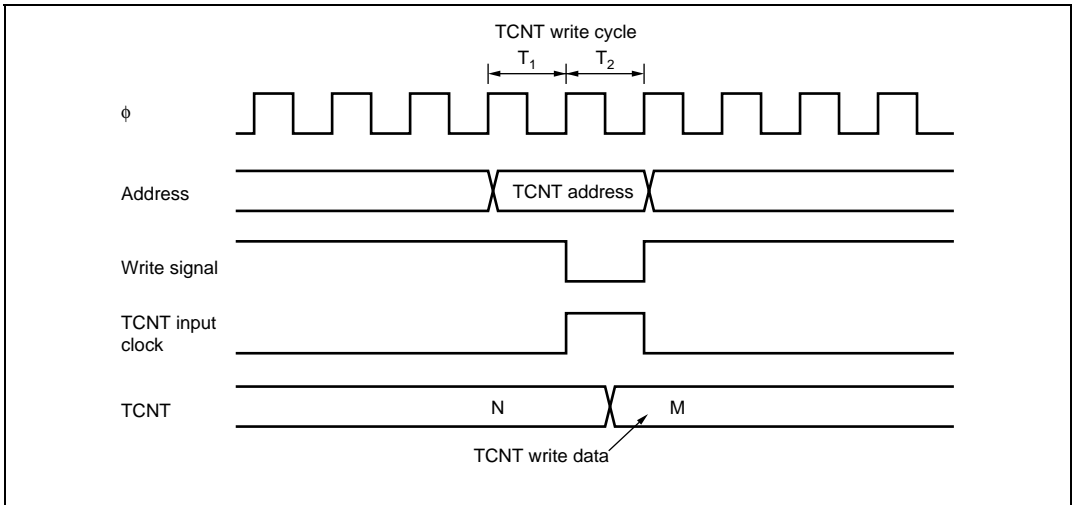 TCNT write cycle
T1 T2
ϕ
Address
TCNT address
Write signal
TCNT input
clock
TCNT
N
M
TCNT write data